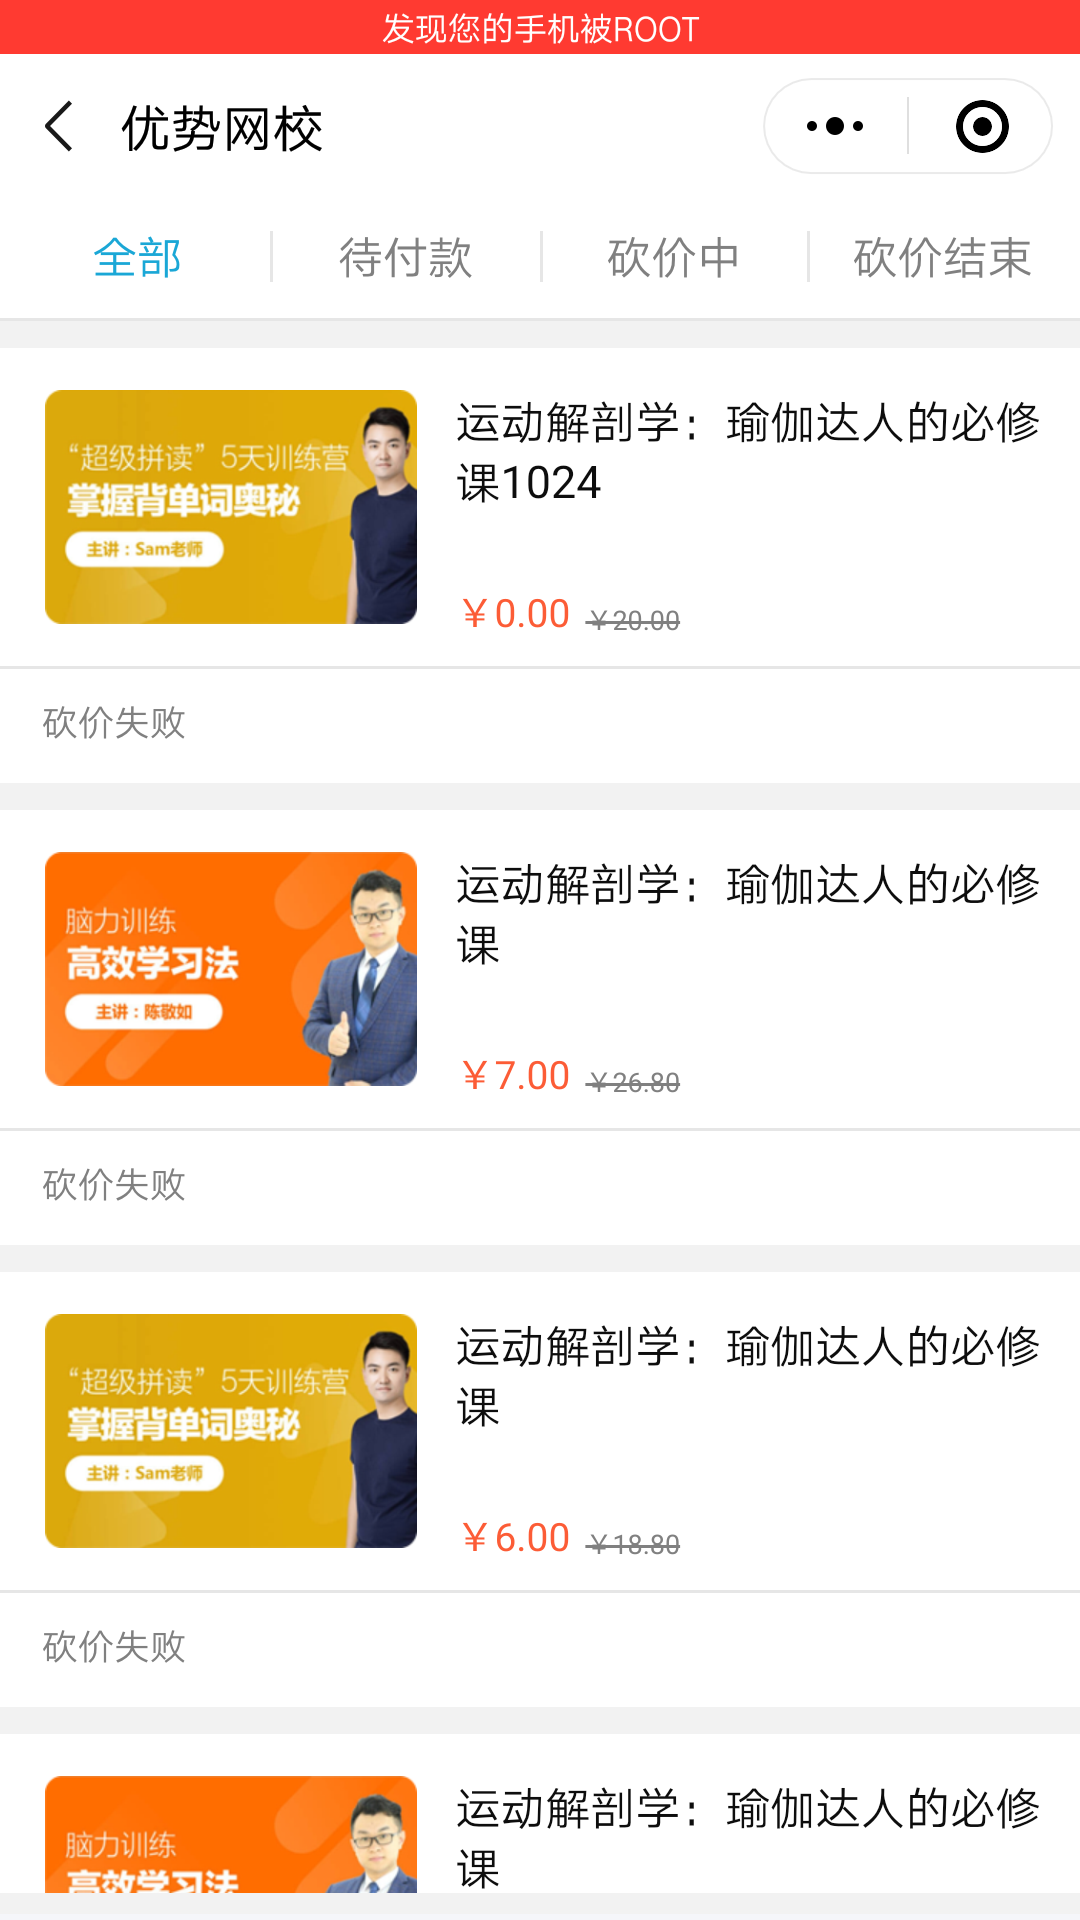 发现您的手机被ROOT
优势网校
全部
待付款
砍价中
砍价结束
“超级拼读”5天训练营
掌握背单词奥秘
主讲：Sam老师
运动解剖学：瑜伽达人的必修
课1024
￥0.00 ￥20.00
砍价失败
脑力训练
高效学习法
主讲：陈敬如
运动解剖学：瑜伽达人的必修
课
￥7.00 ￥26.80
砍价失败
“超级拼读”5天训练营
掌握背单词奥秘
主讲：Sam老师
运动解剖学：瑜伽达人的必修
课
￥6.00 ￥18.80
砍价失败
脑力训练
高效学习法
运动解剖学：瑜伽达人的必修
课